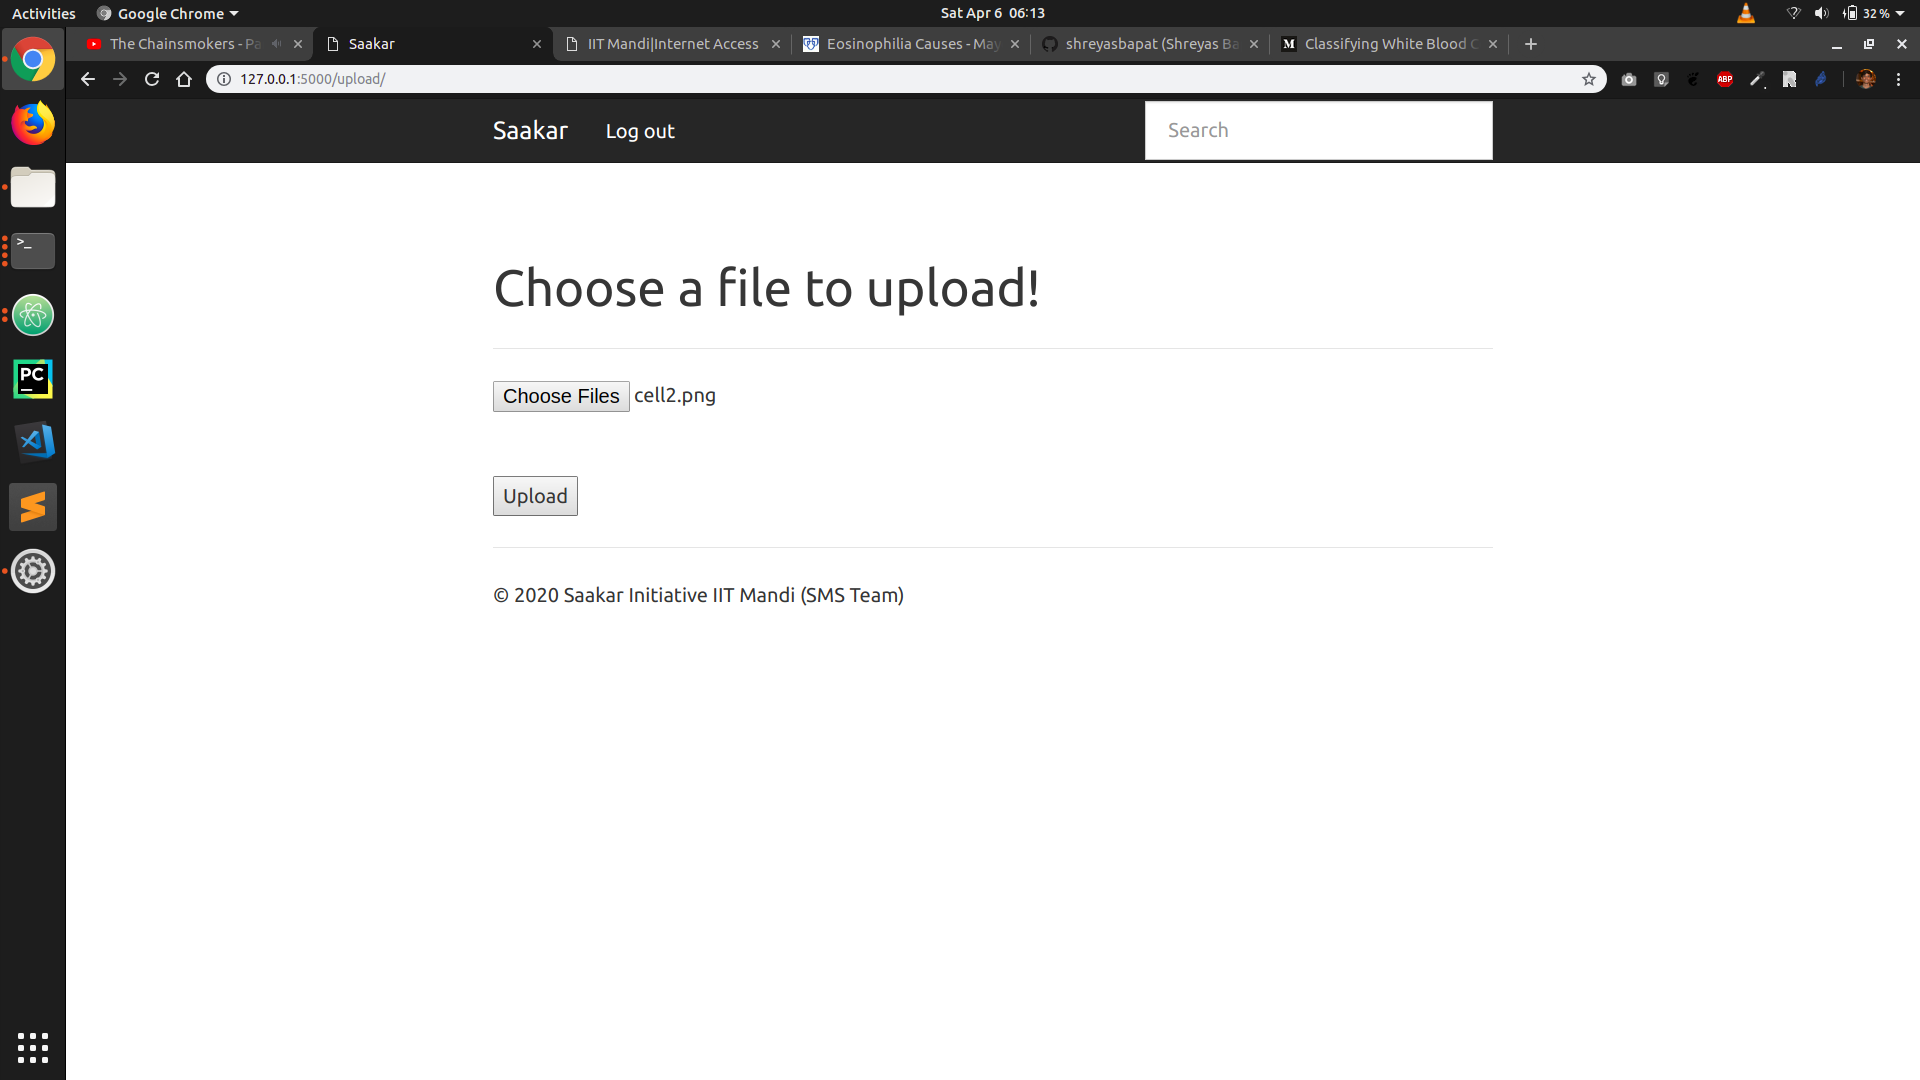 Activities Google Chrome Sat Apr 6 06:13 32 %
The Chainsmokers - Pa Saakar IIT Mandi|Internet Access Eosinophilia Causes - May shreyasbapat (Shreyas Ba Classifying White Blood C
127.0.0.1:5000/upload/ ABP
Saakar Log out Search
Choose a file to upload!
Choose Files cell2.png
Upload
© 2020 Saakar Initiative IIT Mandi (SMS Team)
>_
PC